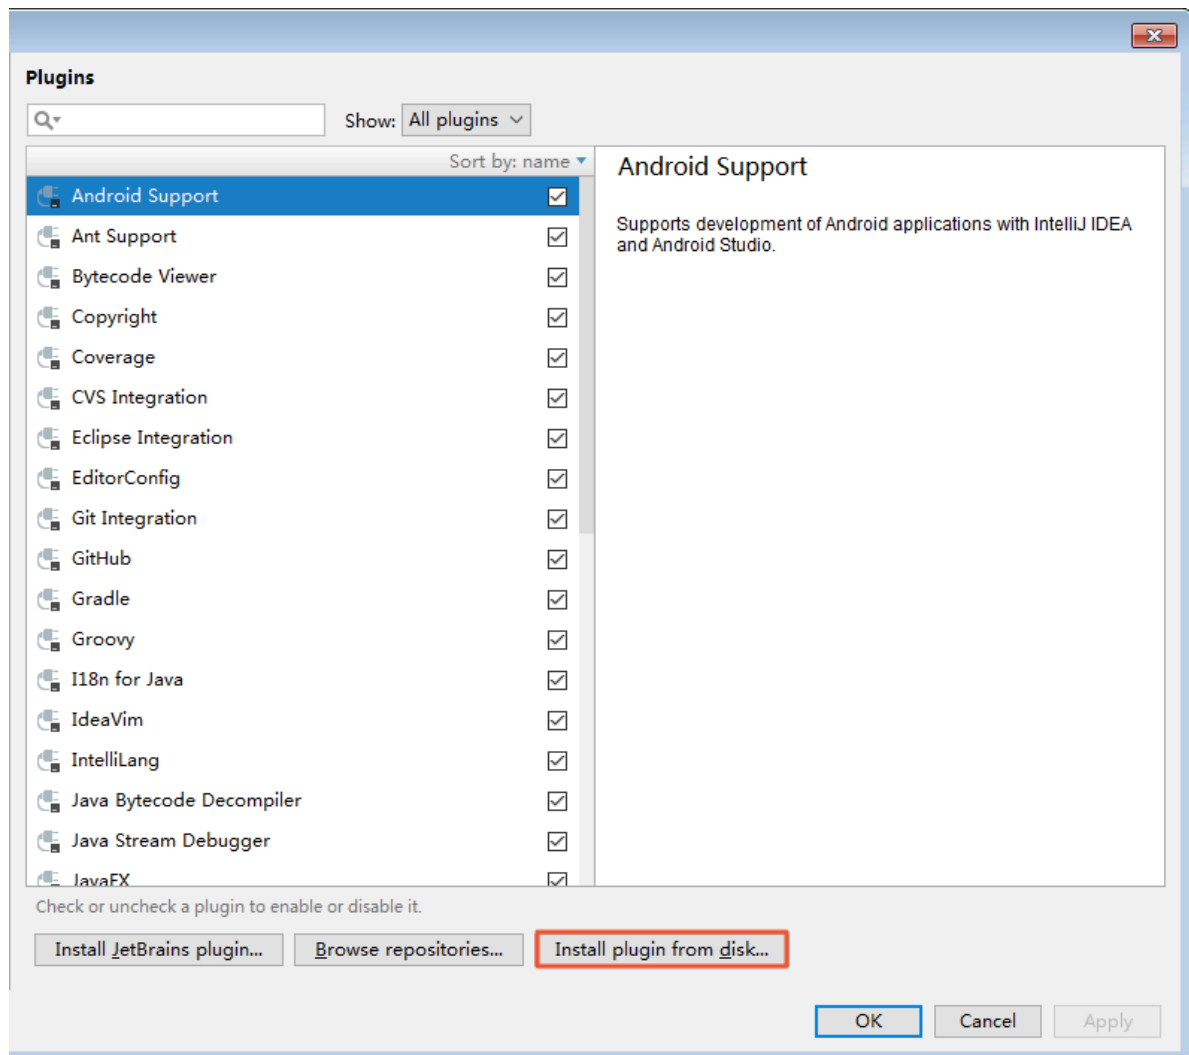 Plugins
Show: All plugins
Sort by: name
Android Support
Ant Support
Bytecode Viewer
Copyright
Coverage
CVS Integration
Eclipse Integration
EditorConfig
Git Integration
GitHub
Gradle
Groovy
I18n for Java
IdeaVim
IntelliLang
Java Bytecode Decompiler
Java Stream Debugger
JavaFX
Android Support
Supports development of Android applications with IntelliJ IDEA
and Android Studio.
Check or uncheck a plugin to enable or disable it.
Install JetBrains plugin... Browse repositories... Install plugin from disk...
OK Cancel Apply